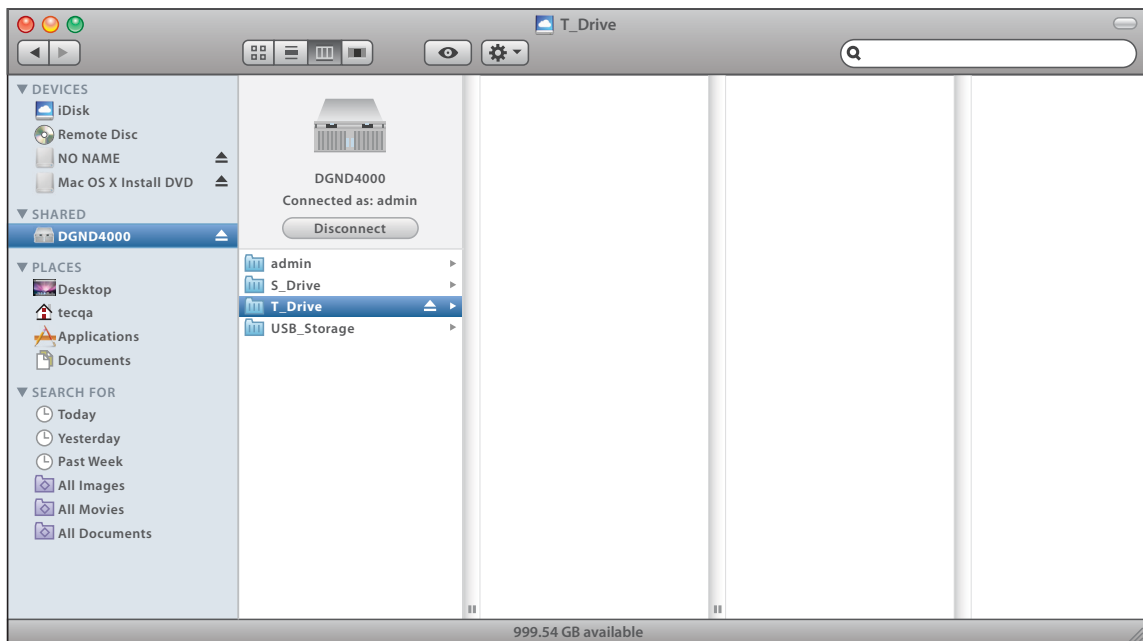 T_Drive
DEVICES
iDisk
Remote Disc
NO NAME
Mac OS X Install DVD
SHARED
DGND4000
PLACES
Desktop
tecqa
Applications
Documents
SEARCH FOR
Today
Yesterday
Past Week
All Images
All Movies
All Documents
DGND4000
Connected as: admin
Disconnect
admin
S_Drive
T_Drive
USB_Storage
999.54 GB available